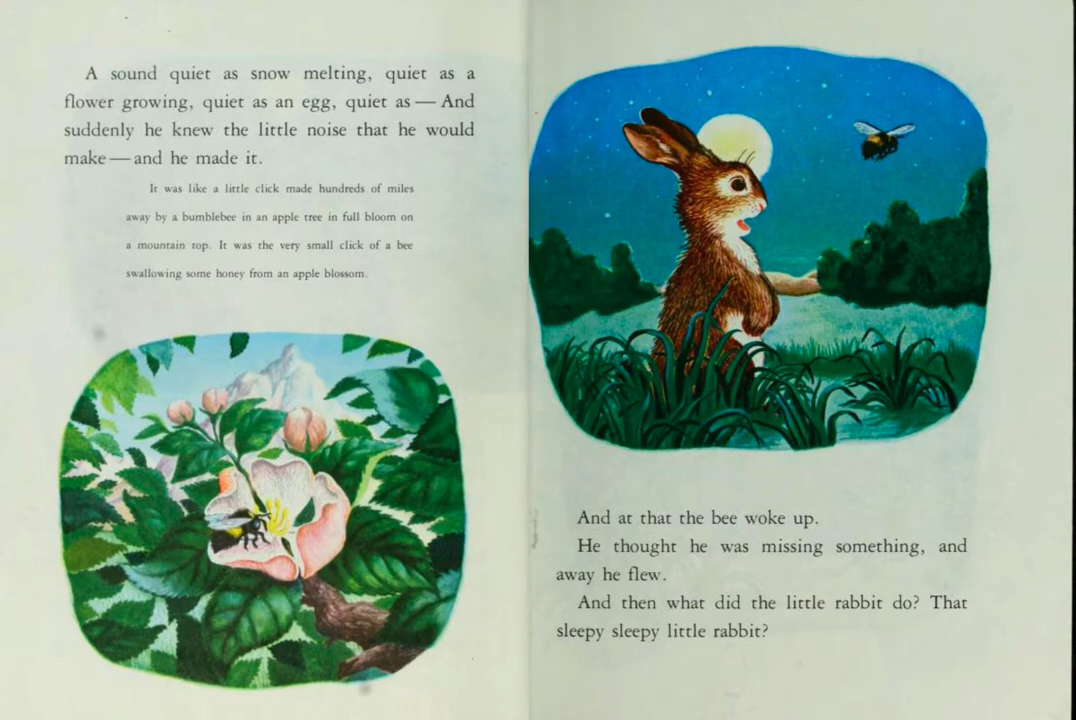 A sound quiet as snow melting, quiet as a
flower growing, quiet as an egg, quiet as — And
suddenly he knew the little noise that he would
make — and he made it.
It was like a little click made hundreds of miles
away by a bumblebee in an apple tree in full bloom on
a mountain top. It was the very small click of a bee
swallowing some honey from an apple blossom.
And at that the bee woke up.
He thought he was missing something, and
away he flew.
And then what did the little rabbit do? That
sleepy sleepy little rabbit?